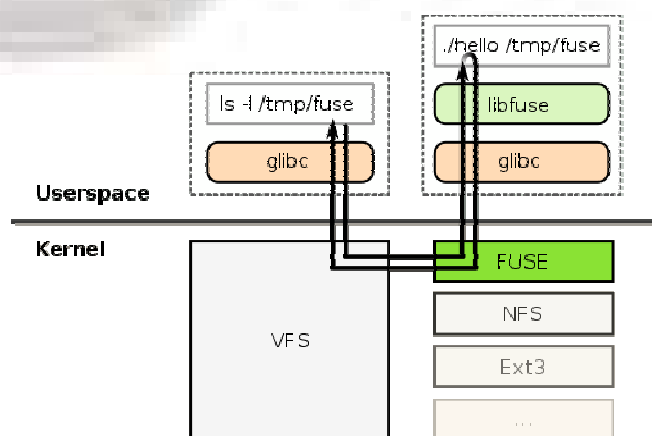 ./hello /tmp/fuse
ls -l /tmp/fuse
libfuse
glibc
glibc
Userspace
Kernel
FUSE
NFS
VFS
Ext3
...